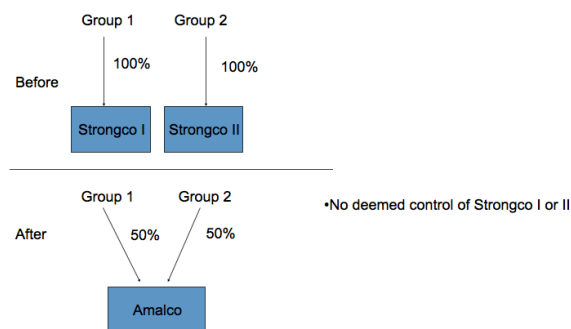 Group 1 Group 2
100% 100%
Before
Strongco I Strongco II
Group 1 Group 2
•No deemed control of Strongco I or II
After 50% 50%
Amalco